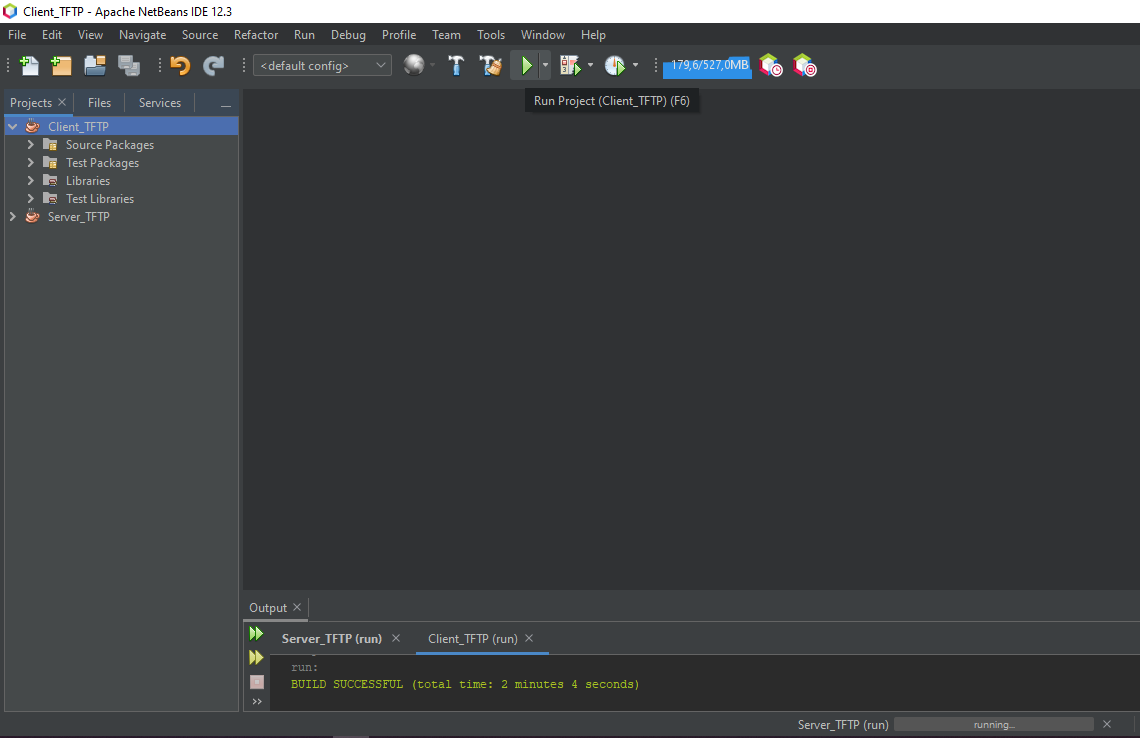 Client_TFTP - Apache NetBeans IDE 12.3
File Edit View Navigate Source Refactor Run Debug Profile Team Tools Window Help
<default config> 179,6/527,0MB
Run Project (Client_TFTP) (F6)
Projects Files Services
Client_TFTP
Source Packages
Test Packages
Libraries
Test Libraries
Server_TFTP
Output
Server_TFTP (run) Client_TFTP (run)
run:
BUILD SUCCESSFUL (total time: 2 minutes 4 seconds)
Server_TFTP (run) running...